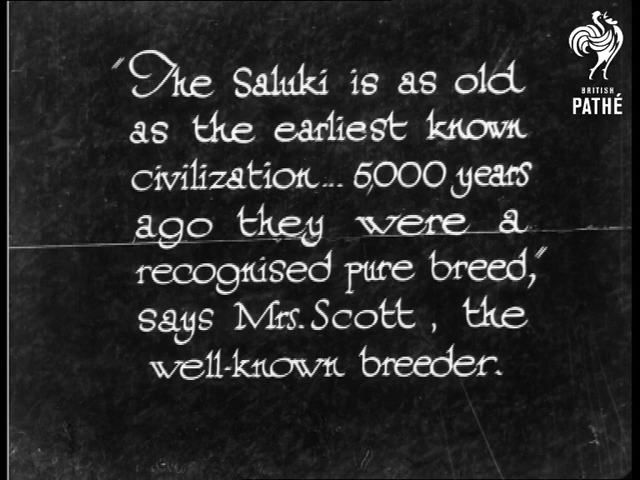 "The Saluki is as old
as the earliest known
civilization... 5,000 years
ago they were a
recognised pure breed,"
says Mrs. Scott, the
well-known breeder.
BRITISH
PATHÉ